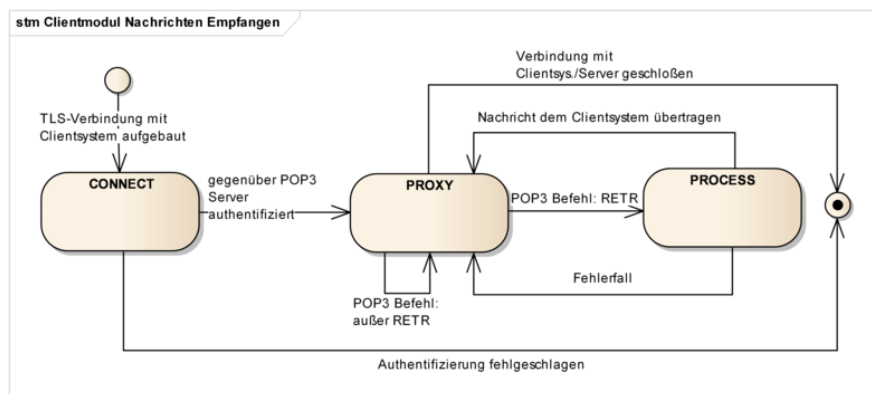 stm Clientmodul Nachrichten Empfangen
Verbindung mit
Clientsys./Server geschloßen
TLS-Verbindung mit
Clientsystem aufgebaut
Nachricht dem Clientsystem übertragen
CONNECT
gegenüber POP3
Server
authentifiziert
PROXY
POP3 Befehl: RETR
PROCESS
Fehlerfall
POP3 Befehl:
außer RETR
Authentifizierung fehlgeschlagen